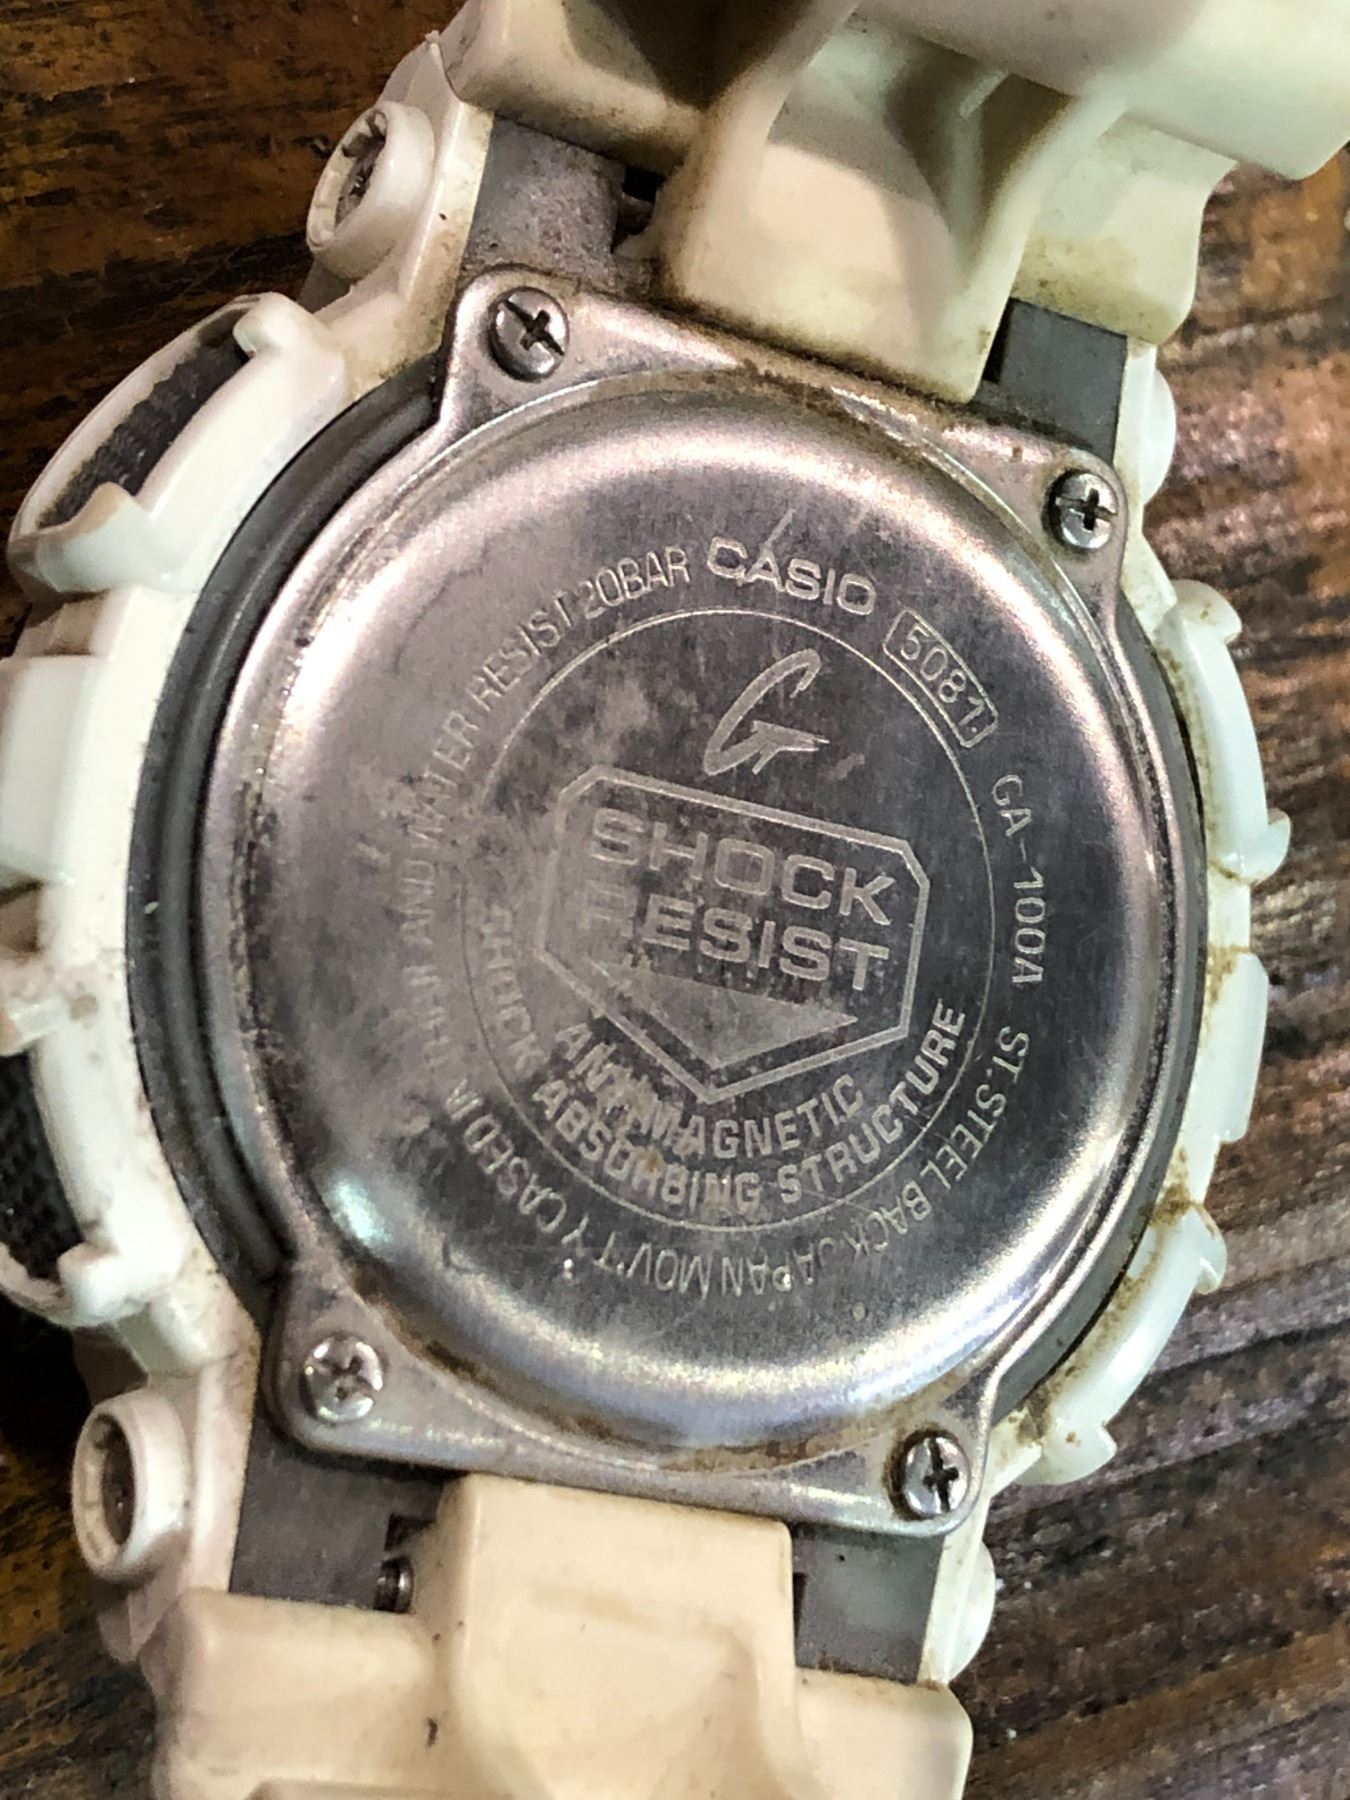 WATER RESIST 20BAR CASIO 5081 GA-100A ST.STEEL BACK JAPAN MOV'T Y CASED
G
SHOCK
RESIST
ANTIMAGNETIC
SHOCK ABSORBING STRUCTURE